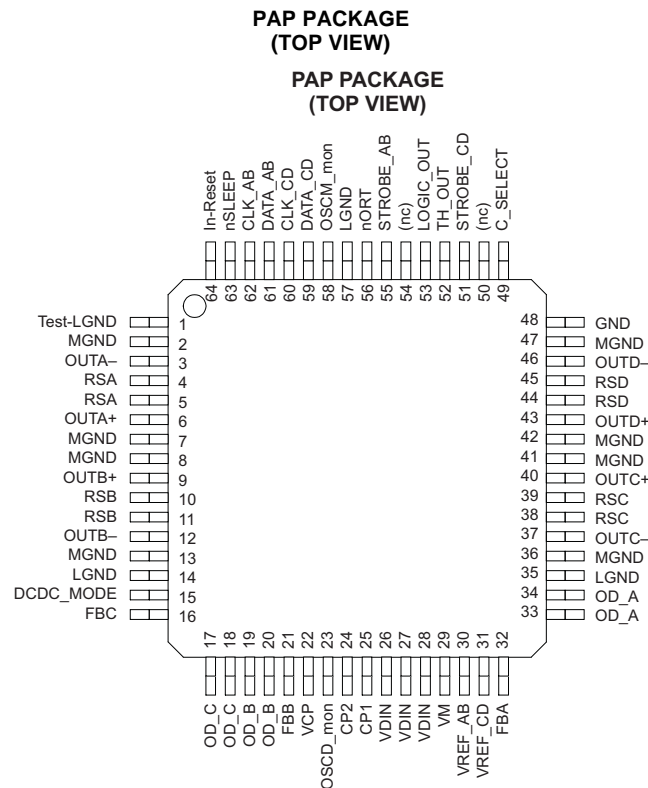 PAP PACKAGE
(TOP VIEW)
PAP PACKAGE
(TOP VIEW)
In-Reset
nSLEEP
CLK_AB
DATA_AB
CLK_CD
DATA_CD
OSCM_mon
LGND
nORT
STROBE_AB
(nc)
LOGIC_OUT
TH_OUT
STROBE_CD
(nc)
C_SELECT
64
63
62
61
60
59
58
57
56
55
54
53
52
51
50
49
Test-LGND 1
MGND 2
OUTA– 3
RSA 4
RSA 5
OUTA+ 6
MGND 7
MGND 8
OUTB+ 9
RSB 10
RSB 11
OUTB– 12
MGND 13
LGND 14
DCDC_MODE 15
FBC 16
48 GND
47 MGND
46 OUTD–
45 RSD
44 RSD
43 OUTD+
42 MGND
41 MGND
40 OUTC+
39 RSC
38 RSC
37 OUTC–
36 MGND
35 LGND
34 OD_A
33 OD_A
17
18
19
20
21
22
23
24
25
26
27
28
29
30
31
32
OD_C
OD_C
OD_B
OD_B
FBB
VCP
OSCD_mon
CP2
CP1
VDIN
VDIN
VDIN
VM
VREF_AB
VREF_CD
FBA